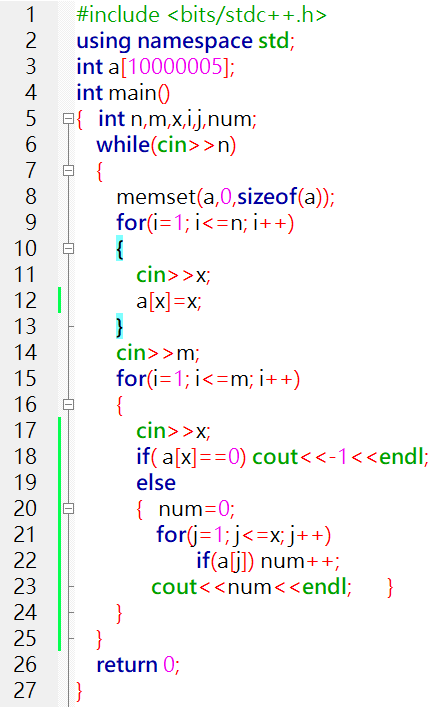 1 #include <bits/stdc++.h>
2 using namespace std;
3 int a[10000005];
4 int main()
5 { int n,m,x,i,j,num;
6 while(cin>>n)
7 {
8 memset(a,0,sizeof(a));
9 for(i=1; i<=n; i++)
10 {
11 cin>>x;
12 a[x]=x;
13 }
14 cin>>m;
15 for(i=1; i<=m; i++)
16 {
17 cin>>x;
18 if( a[x]==0) cout<<-1<<endl;
19 else
20 { num=0;
21 for(j=1; j<=x; j++)
22 if(a[j]) num++;
23 cout<<num<<endl; }
24 }
25 }
26 return 0;
27 }